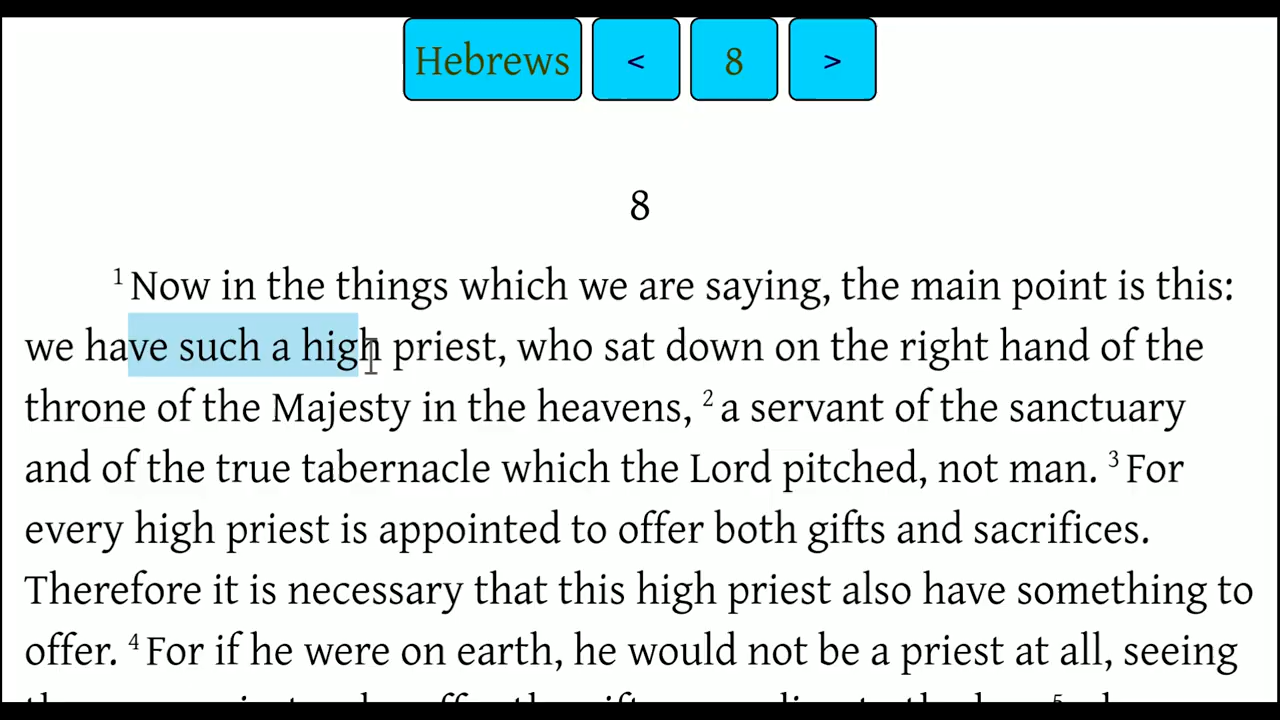 Hebrews < 8 >
8
1 Now in the things which we are saying, the main point is this:
we have such a high priest, who sat down on the right hand of the
throne of the Majesty in the heavens, 2 a servant of the sanctuary
and of the true tabernacle which the Lord pitched, not man. 3 For
every high priest is appointed to offer both gifts and sacrifices.
Therefore it is necessary that this high priest also have something to
offer. 4 For if he were on earth, he would not be a priest at all, seeing